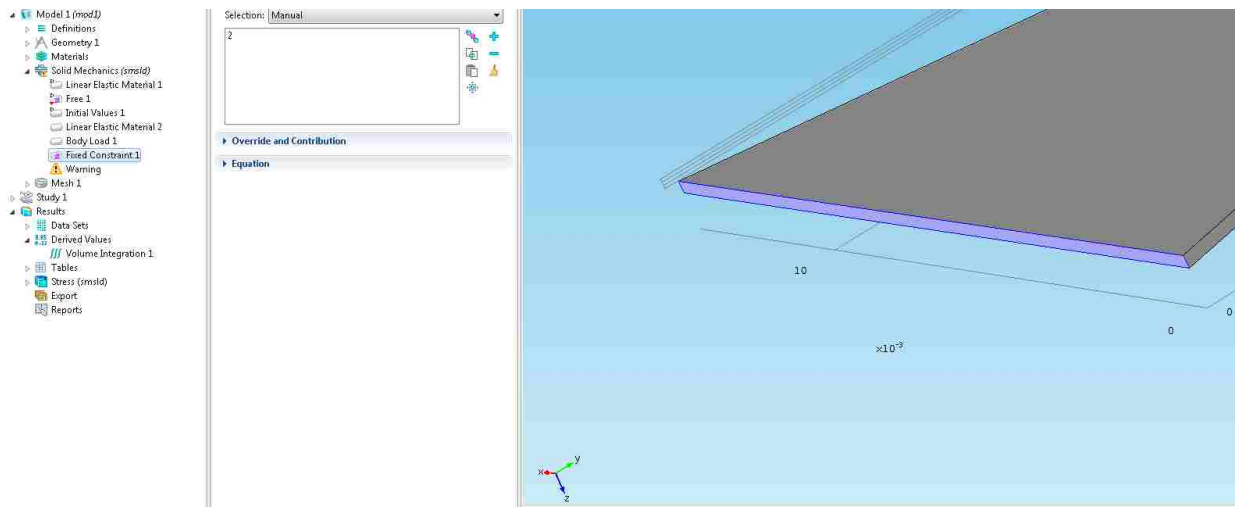 Model 1 (mod1)
Definitions
Geometry 1
Materials
Solid Mechanics (smsld)
Linear Elastic Material 1
Free 1
Initial Values 1
Linear Elastic Material 2
Body Load 1
Fixed Constraint 1
Warning
Mesh 1
Study 1
Results
Data Sets
Derived Values
Volume Integration 1
Tables
Stress (smsld)
Export
Reports
Selection: Manual
2
Override and Contribution
Equation
10
0
0
×10⁻³
y
x
z